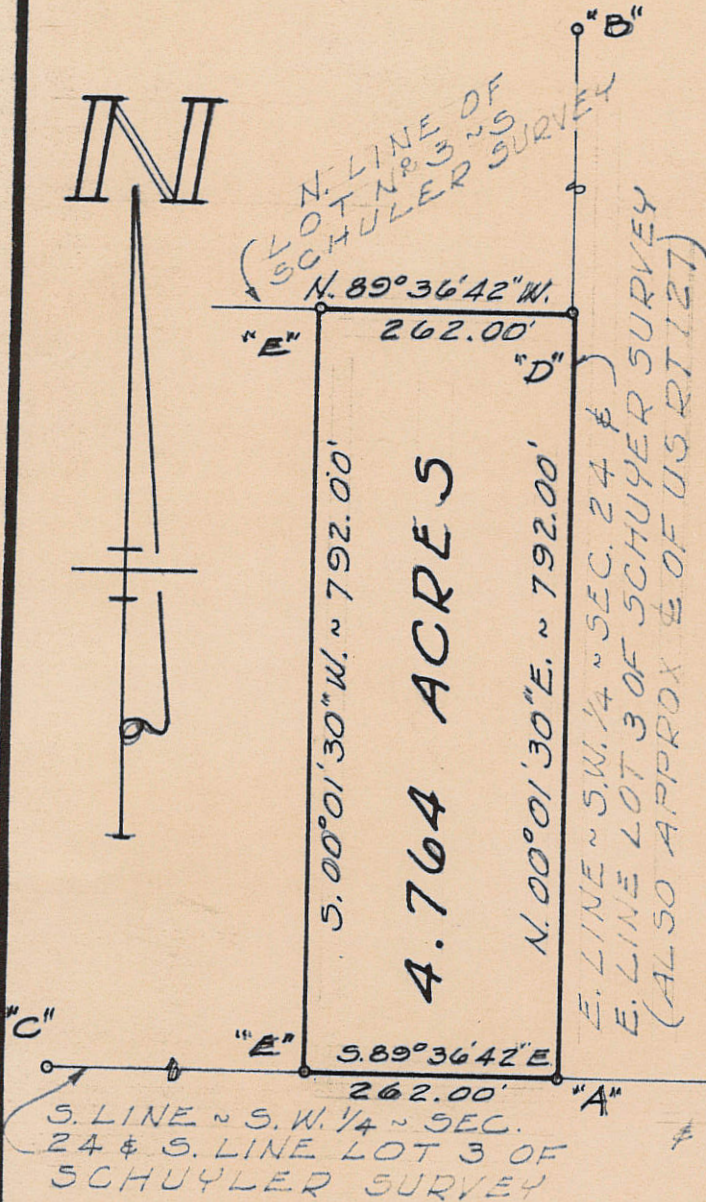 "B"
N
N. LINE OF
LOT Nº 3 ~ S
SCHULER SURVEY
N. 89°36'42" W.
262.00'
"E"
"D"
S. 00°01'30" W. ~ 792.00'
4.764 ACRES
N. 00°01'30" E. ~ 792.00'
E. LINE ~ S.W. 1/4 ~ SEC. 24 &
E. LINE LOT 3 OF SCHUYER SURVEY
(ALSO APPROX ℄ OF US RT 127)
"C"
"E"
S. 89°36'42" E
262.00'
"A"
S. LINE ~ S.W. 1/4 ~ SEC.
24 & S. LINE LOT 3 OF
SCHUYLER SURVEY